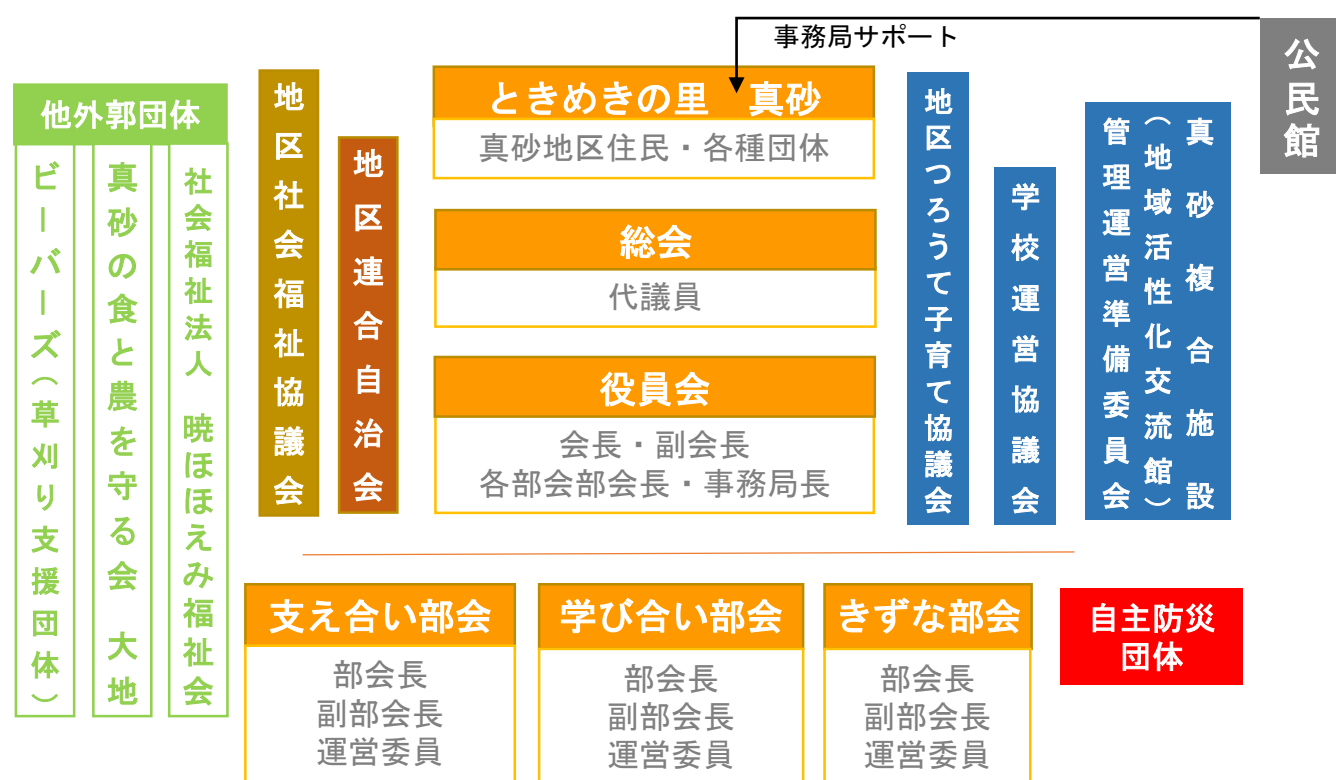 事務局サポート
公民館
他外郭団体
ビーバーズ（草刈り支援団体）
真砂の食と農を守る会　大地
社会福祉法人　暁ほほえみ福祉会
地区社会福祉協議会
地区連合自治会
ときめきの里　真砂
真砂地区住民・各種団体
総会
代議員
役員会
会長・副会長
各部会部会長・事務局長
地区つろうて子育て協議会
学校運営協議会
真砂複合施設
（地域活性化交流館）
管理運営準備委員会
支え合い部会
部会長
副部会長
運営委員
学び合い部会
部会長
副部会長
運営委員
きずな部会
部会長
副部会長
運営委員
自主防災
団体